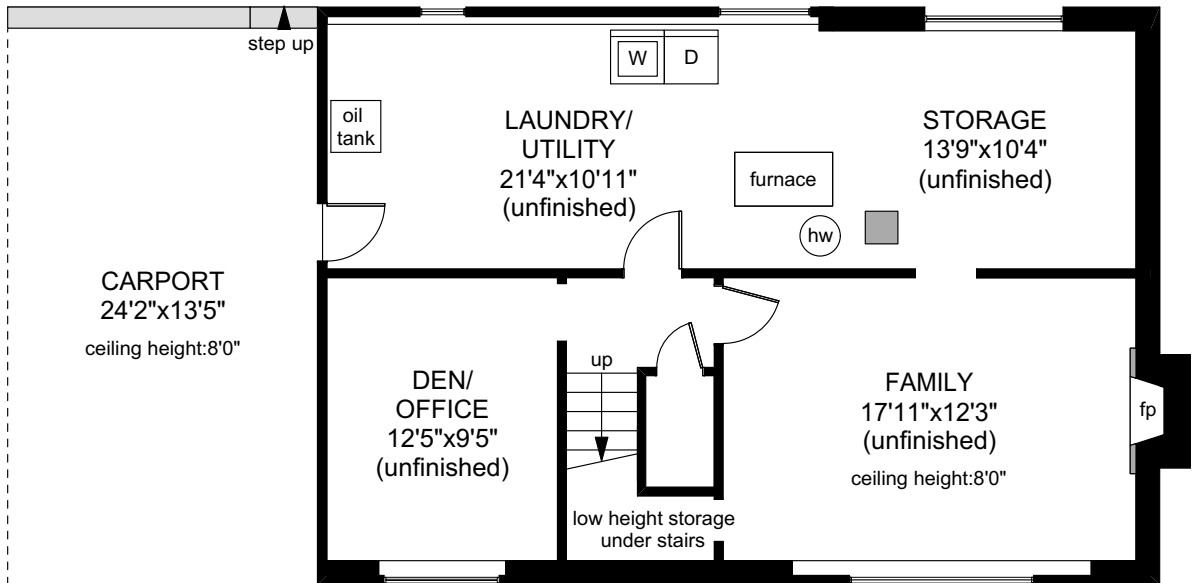 step up
W
D
oil
tank
LAUNDRY/
UTILITY
21'4"x10'11"
(unfinished)
STORAGE
13'9"x10'4"
(unfinished)
furnace
hw
CARPORT
24'2"x13'5"
ceiling height:8'0"
up
DEN/
OFFICE
12'5"x9'5"
(unfinished)
FAMILY
17'11"x12'3"
(unfinished)
ceiling height:8'0"
fp
low height storage
under stairs